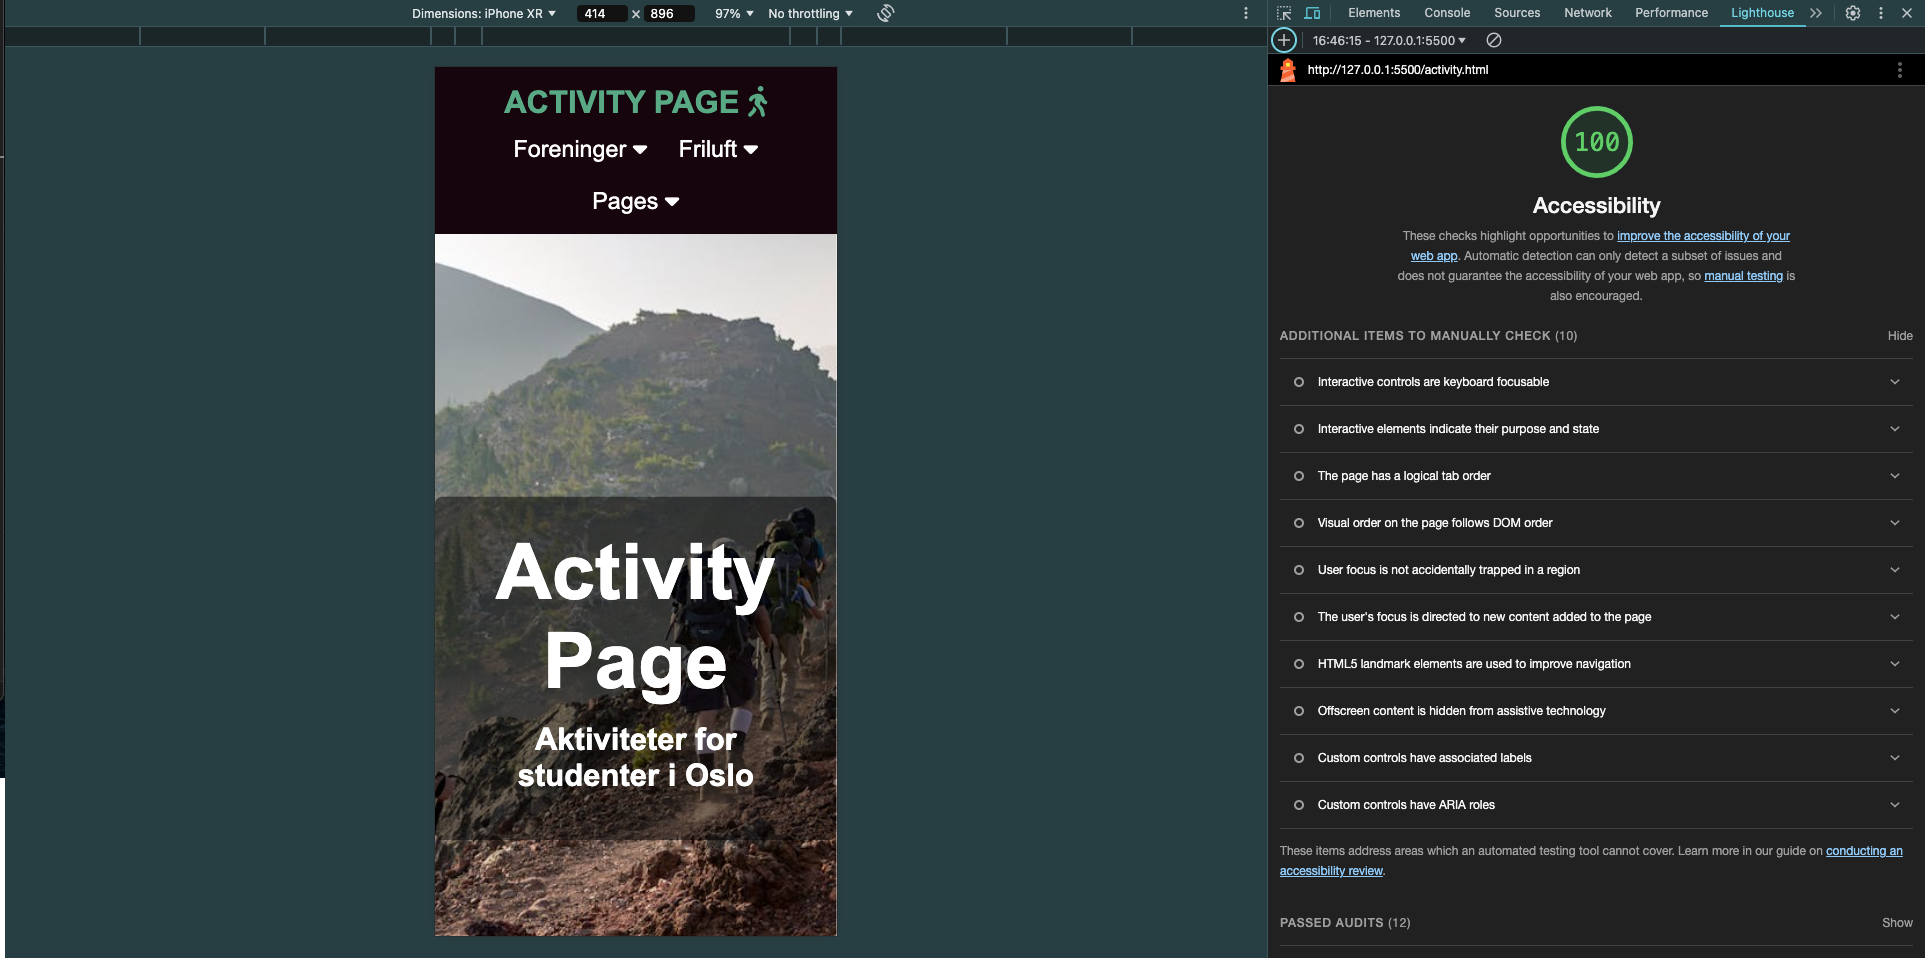 Dimensions: iPhone XR 414 × 896 97% No throttling
Elements Console Sources Network Performance Lighthouse
16:46:15 - 127.0.0.1:5500
http://127.0.0.1:5500/activity.html
ACTIVITY PAGE
Foreninger Friluft
Pages
Activity
Page
Aktiviteter for
studenter i Oslo
100
Accessibility
These checks highlight opportunities to improve the accessibility of your
web app. Automatic detection can only detect a subset of issues and
does not guarantee the accessibility of your web app, so manual testing is
also encouraged.
ADDITIONAL ITEMS TO MANUALLY CHECK (10) Hide
Interactive controls are keyboard focusable
Interactive elements indicate their purpose and state
The page has a logical tab order
Visual order on the page follows DOM order
User focus is not accidentally trapped in a region
The user's focus is directed to new content added to the page
HTML5 landmark elements are used to improve navigation
Offscreen content is hidden from assistive technology
Custom controls have associated labels
Custom controls have ARIA roles
These items address areas which an automated testing tool cannot cover. Learn more in our guide on conducting an
accessibility review.
PASSED AUDITS (12) Show